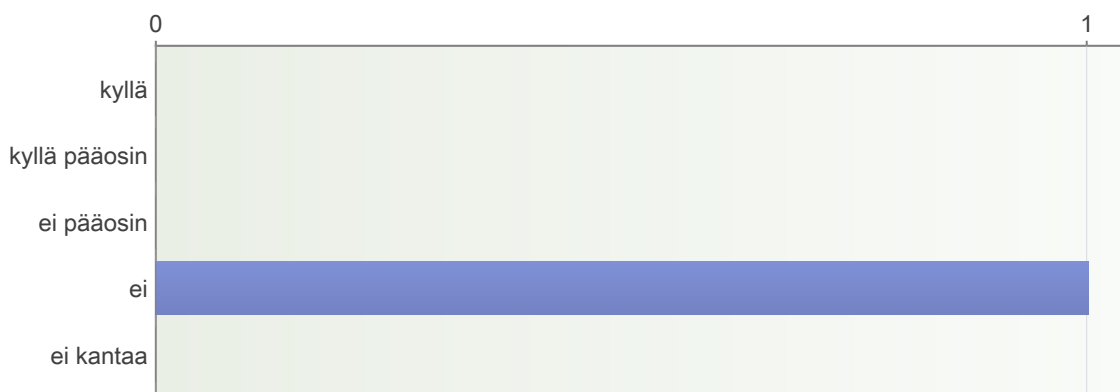 0 1
kyllä
kyllä pääosin
ei pääosin
ei
ei kantaa